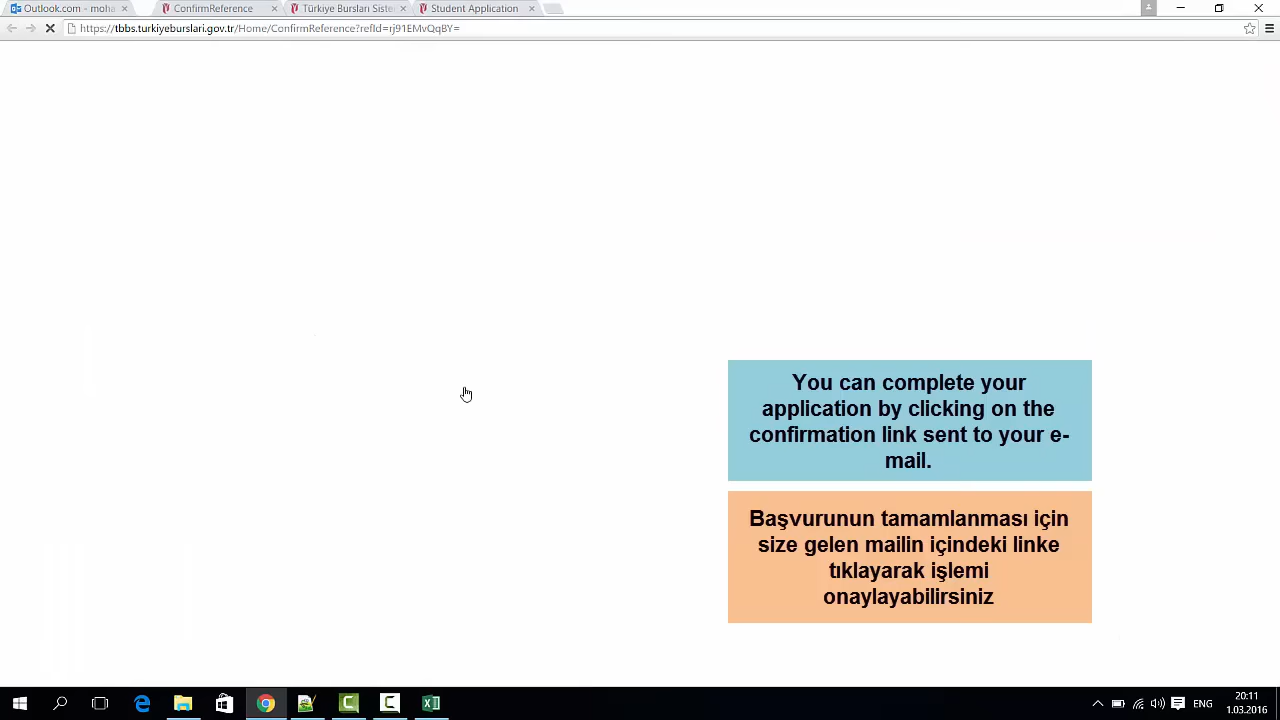 Outlook.com - moha
ConfirmReference
Türkiye Bursları Siste
Student Application
https://tbbs.turkiyeburslari.gov.tr/Home/ConfirmReference?refId=rj91EMvQqBY=
You can complete your
application by clicking on the
confirmation link sent to your e-
mail.
Başvurunun tamamlanması için
size gelen mailin içindeki linke
tıklayarak işlemi
onaylayabilirsiniz
ENG
20:11
1.03.2016